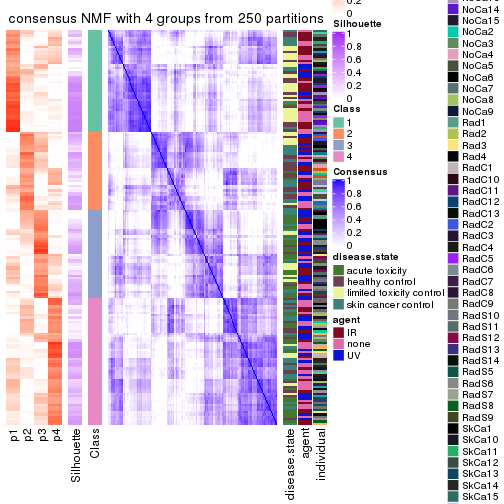 consensus NMF with 4 groups from 250 partitions
p1
p2
p3
p4
Silhouette
Class
disease.state
agent
individual
0.2
0
Silhouette
1
0.8
0.6
0.4
0.2
0
Class
1
2
3
4
Consensus
1
0.8
0.6
0.4
0.2
0
disease.state
acute toxicity
healthy control
limited toxicity control
skin cancer control
agent
IR
none
UV
NoCa14
NoCa15
NoCa2
NoCa3
NoCa4
NoCa5
NoCa6
NoCa7
NoCa8
NoCa9
Rad1
Rad2
Rad3
Rad4
RadC1
RadC10
RadC11
RadC12
RadC13
RadC2
RadC3
RadC4
RadC5
RadC6
RadC7
RadC8
RadC9
RadS10
RadS11
RadS12
RadS13
RadS14
RadS5
RadS6
RadS7
RadS8
RadS9
SkCa1
SkCa10
SkCa11
SkCa12
SkCa13
SkCa14
SkCa15